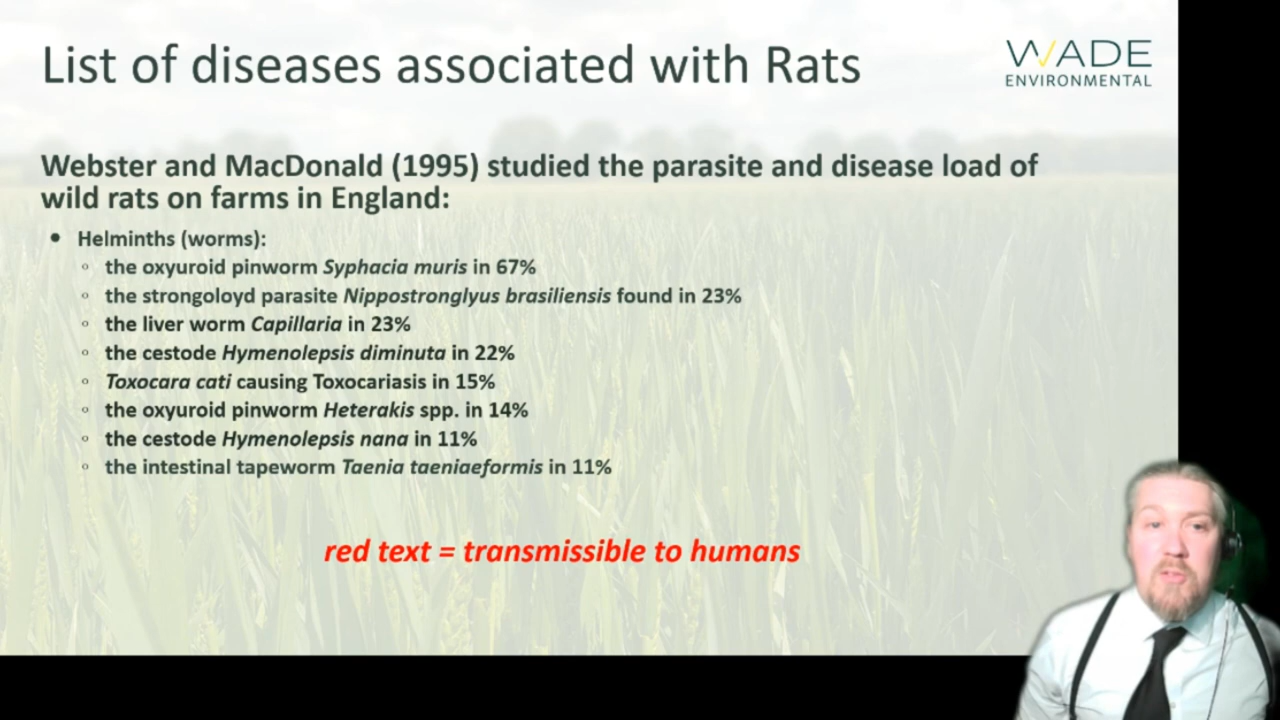 List of diseases associated with Rats
WADE
ENVIRONMENTAL
Webster and MacDonald (1995) studied the parasite and disease load of
wild rats on farms in England:
• Helminths (worms):
◦ the oxyuroid pinworm Syphacia muris in 67%
◦ the strongoloyd parasite Nippostronglyus brasiliensis found in 23%
◦ the liver worm Capillaria in 23%
◦ the cestode Hymenolepsis diminuta in 22%
◦ Toxocara cati causing Toxocariasis in 15%
◦ the oxyuroid pinworm Heterakis spp. in 14%
◦ the cestode Hymenolepsis nana in 11%
◦ the intestinal tapeworm Taenia taeniaeformis in 11%
red text = transmissible to humans